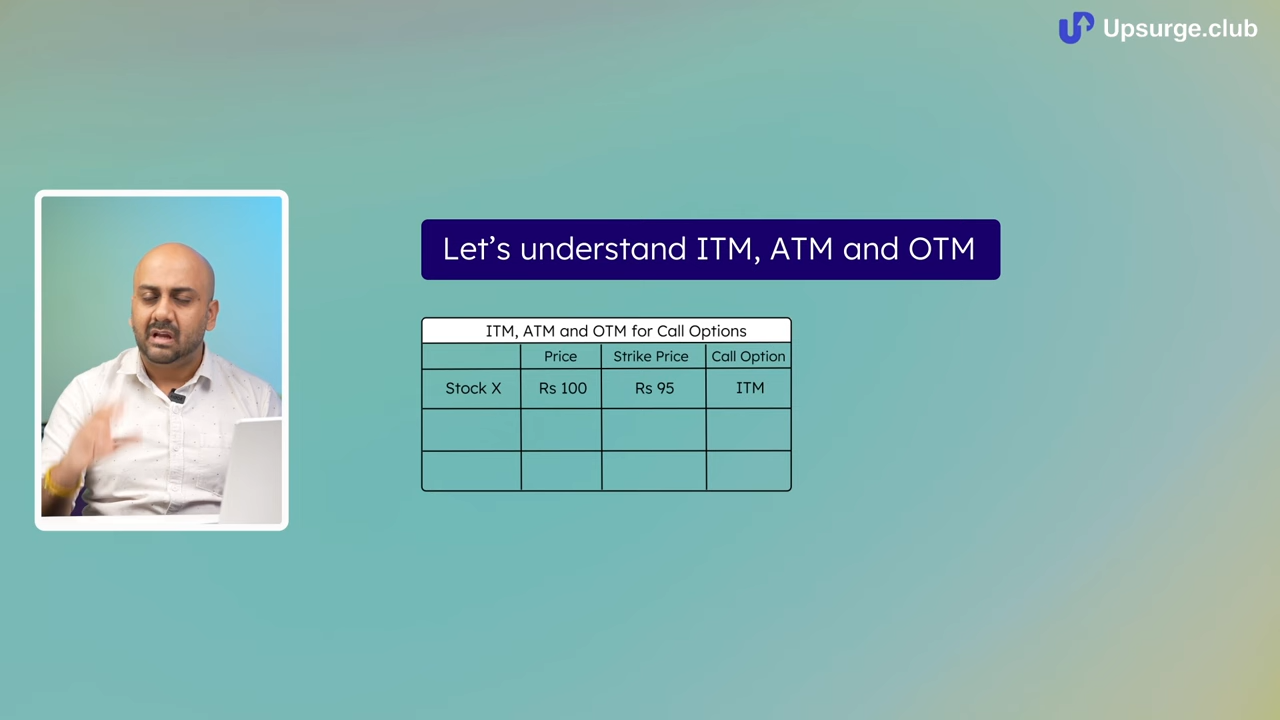 Upsurge.club
Let's understand ITM, ATM and OTM
ITM, ATM and OTM for Call Options
Price Strike Price Call Option
Stock X Rs 100 Rs 95 ITM